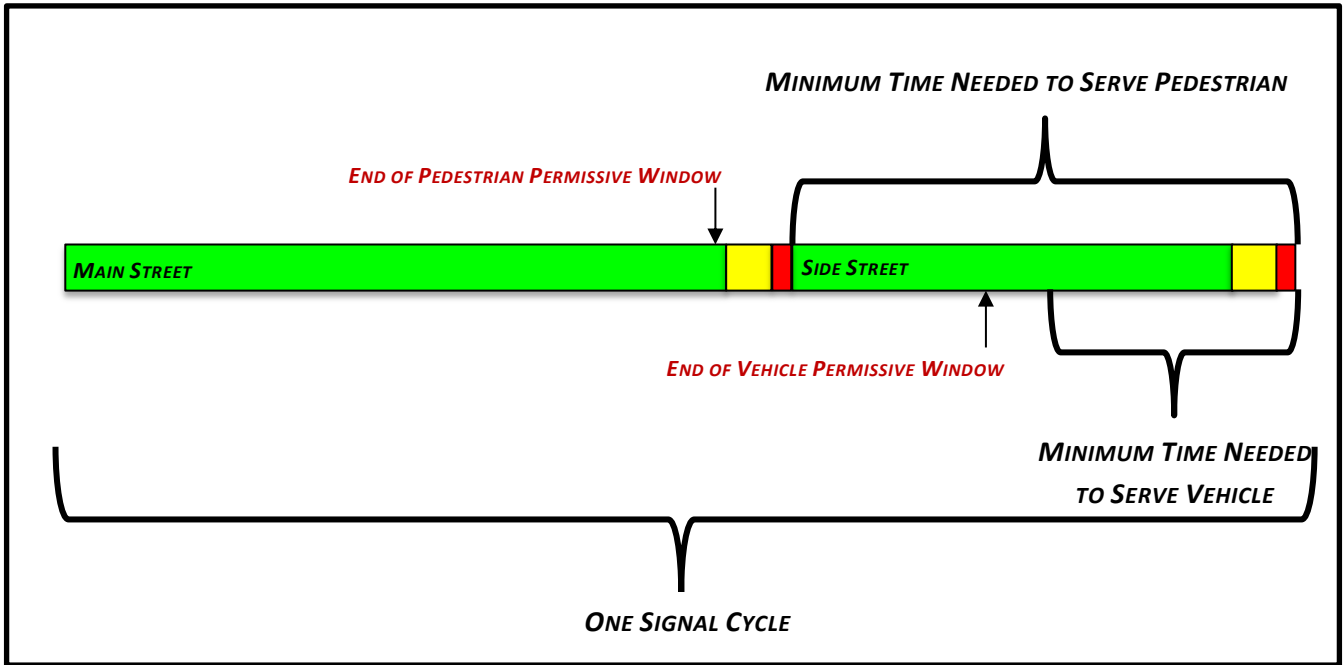 MINIMUM TIME NEEDED TO SERVE PEDESTRIAN
END OF PEDESTRIAN PERMISSIVE WINDOW
MAIN STREET
SIDE STREET
END OF VEHICLE PERMISSIVE WINDOW
MINIMUM TIME NEEDED
TO SERVE VEHICLE
ONE SIGNAL CYCLE